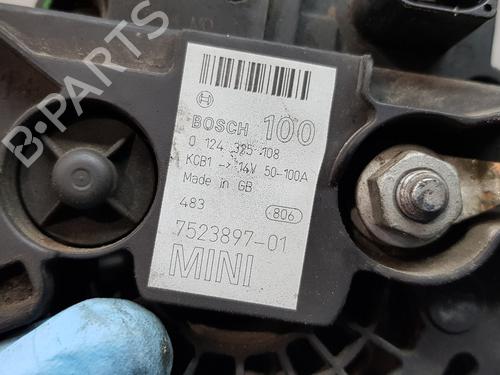 B-PARTS
BOSCH 100
0 124 325 108
KCB1 -> 14V 50-100A
Made in GB
483 806
7523897-01
MINI